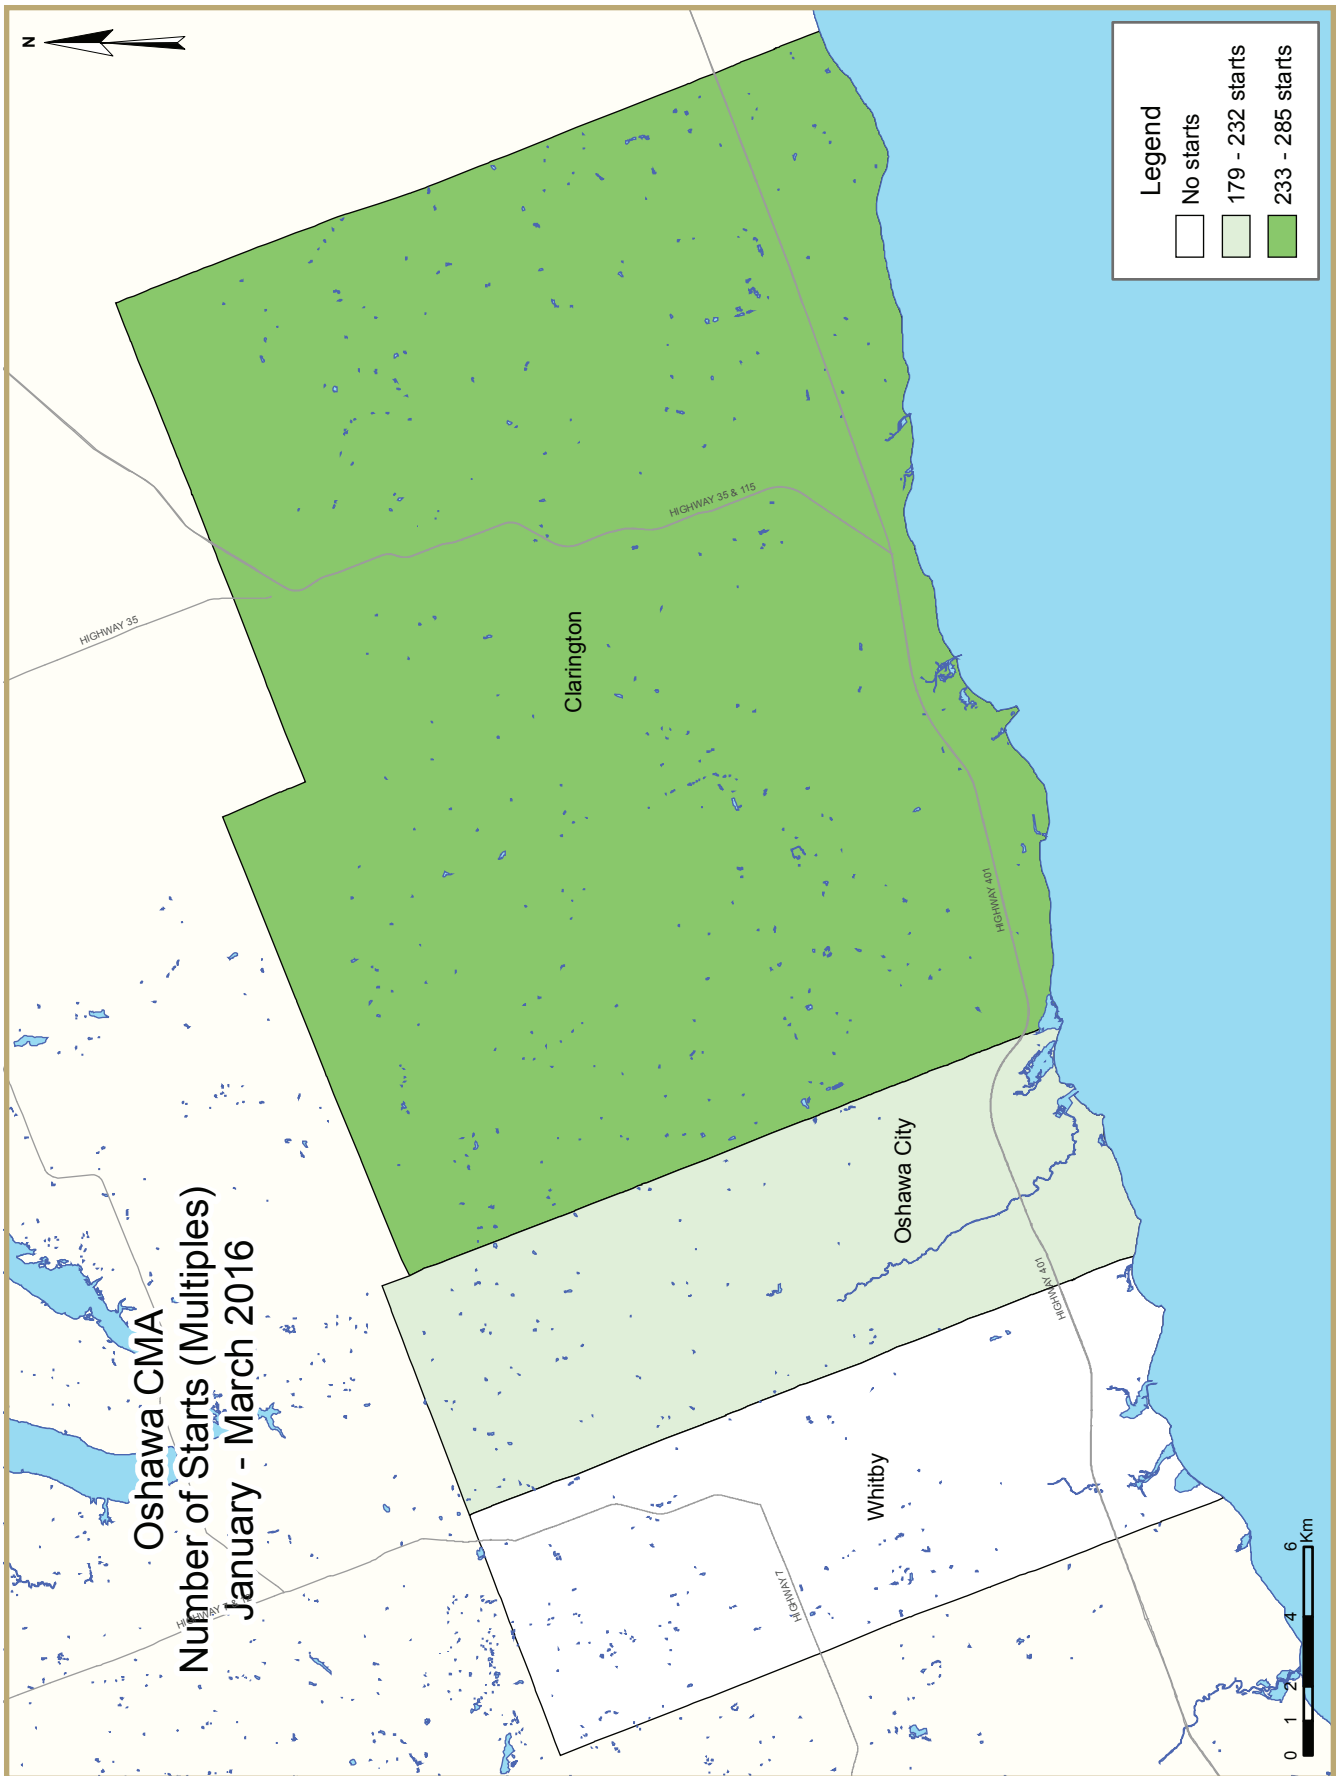 Oshawa CMA
Number of Starts (Multiples)
January - March 2016
N
HIGHWAY 35
HIGHWAY 35 & 115
Clarington
HIGHWAY 401
Oshawa City
HIGHWAY 401
Whitby
HIGHWAY 7
Legend
No starts
179 - 232 starts
233 - 285 starts
0 1 2 4 6
Km